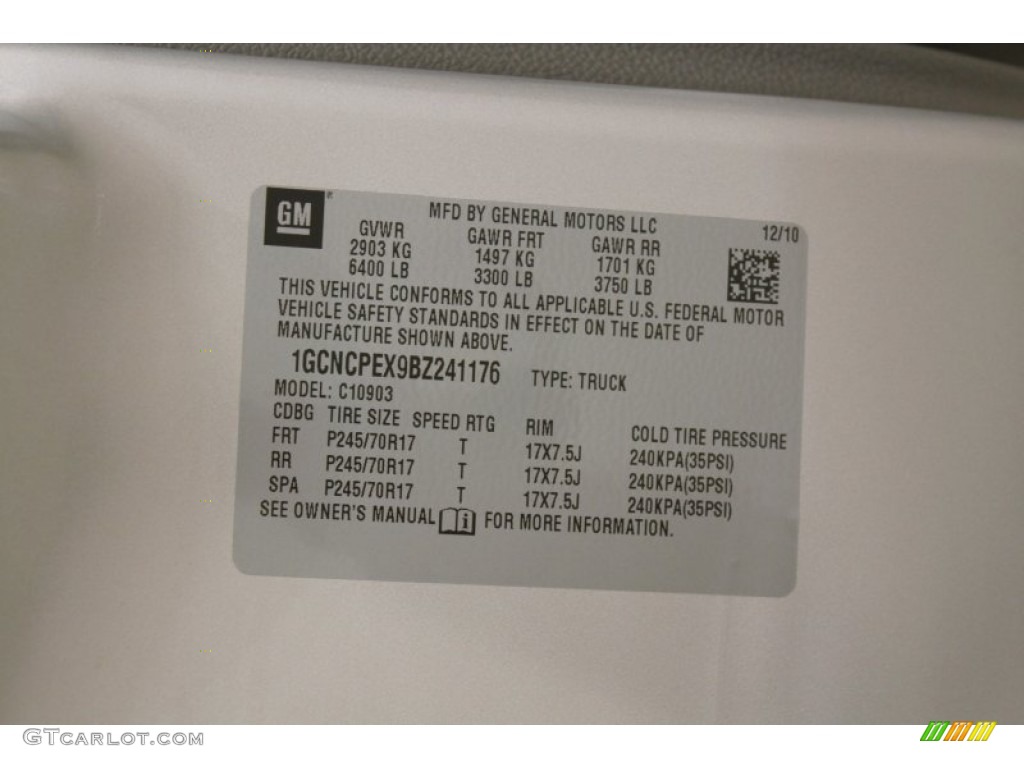 GM
MFD BY GENERAL MOTORS LLC 12/10
GVWR GAWR FRT GAWR RR
2903 KG 1497 KG 1701 KG
6400 LB 3300 LB 3750 LB
THIS VEHICLE CONFORMS TO ALL APPLICABLE U.S. FEDERAL MOTOR
VEHICLE SAFETY STANDARDS IN EFFECT ON THE DATE OF
MANUFACTURE SHOWN ABOVE.
1GCNCPEX9BZ241176 TYPE: TRUCK
MODEL: C10903
CDBG TIRE SIZE SPEED RTG RIM COLD TIRE PRESSURE
FRT P245/70R17 T 17X7.5J 240KPA(35PSI)
RR P245/70R17 T 17X7.5J 240KPA(35PSI)
SPA P245/70R17 T 17X7.5J 240KPA(35PSI)
SEE OWNER'S MANUAL FOR MORE INFORMATION.
GTCARLOT.COM